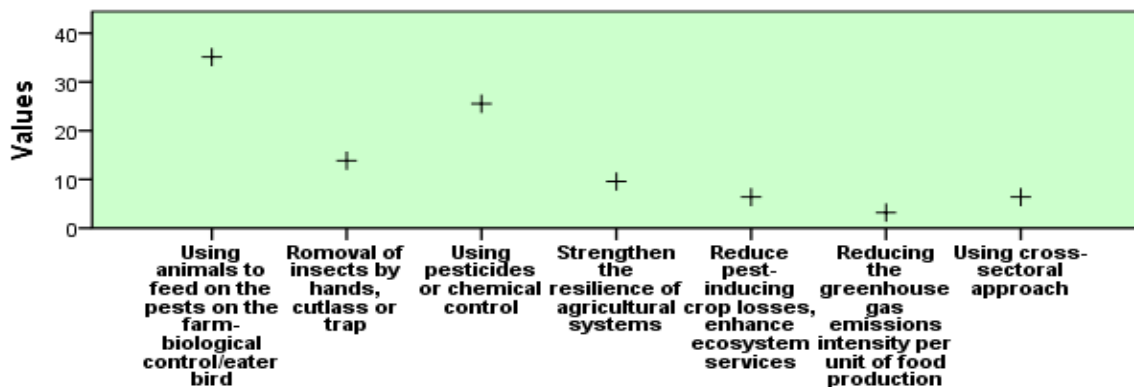 40
30
20
10
0
Values
Using
animals to
feed on the
pests on the
farm-
biological
control/eater
bird
Romoval of
insects by
hands,
cutlass or
trap
Using
pesticides
or chemical
control
Strengthen
the
resilience of
agricultural
systems
Reduce
pest-
inducing
crop losses,
enhance
ecosystem
services
Reducing
the
greenhouse
gas
emissions
intensity per
unit of food
production
Using cross-
sectoral
approach